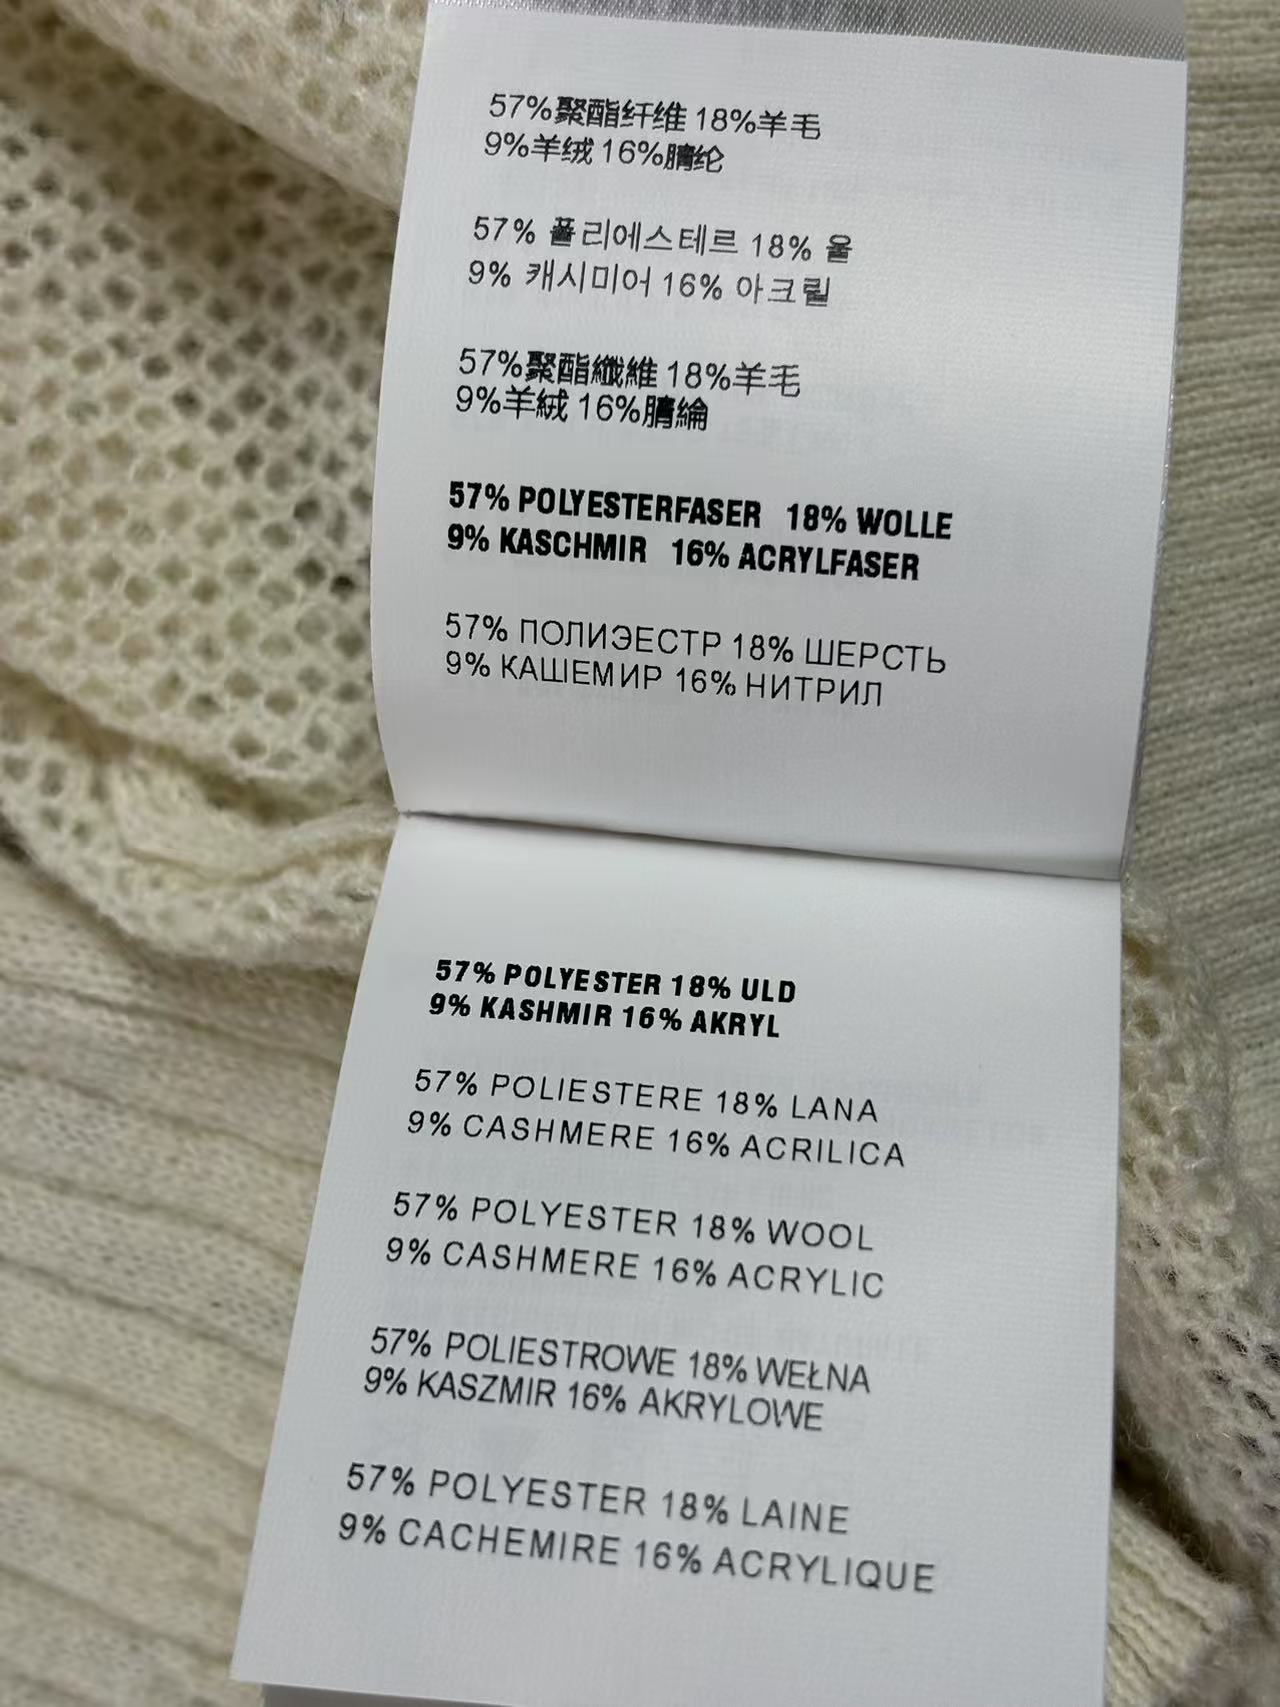 57%聚酯纤维 18%羊毛
9%羊绒 16%腈纶
57% 폴리에스테르 18% 울
9% 캐시미어 16% 아크릴
57%聚酯纖維 18%羊毛
9%羊絨 16%腈綸
57% POLYESTERFASER 18% WOLLE
9% KASCHMIR 16% ACRYLFASER
57% ПОЛИЭЕСТР 18% ШЕРСТЬ
9% КАШЕМИР 16% НИТРИЛ
57% POLYESTER 18% ULD
9% KASHMIR 16% AKRYL
57% POLIESTERE 18% LANA
9% CASHMERE 16% ACRILICA
57% POLYESTER 18% WOOL
9% CASHMERE 16% ACRYLIC
57% POLIESTROWE 18% WEŁNA
9% KASZMIR 16% AKRYLOWE
57% POLYESTER 18% LAINE
9% CACHEMIRE 16% ACRYLIQUE